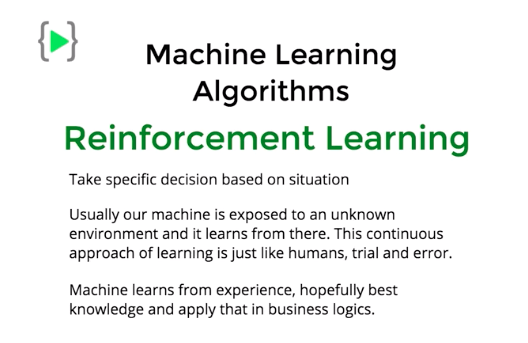 Machine Learning
Algorithms
Reinforcement Learning
Take specific decision based on situation
Usually our machine is exposed to an unknown
environment and it learns from there. This continuous
approach of learning is just like humans, trial and error.
Machine learns from experience, hopefully best
knowledge and apply that in business logics.